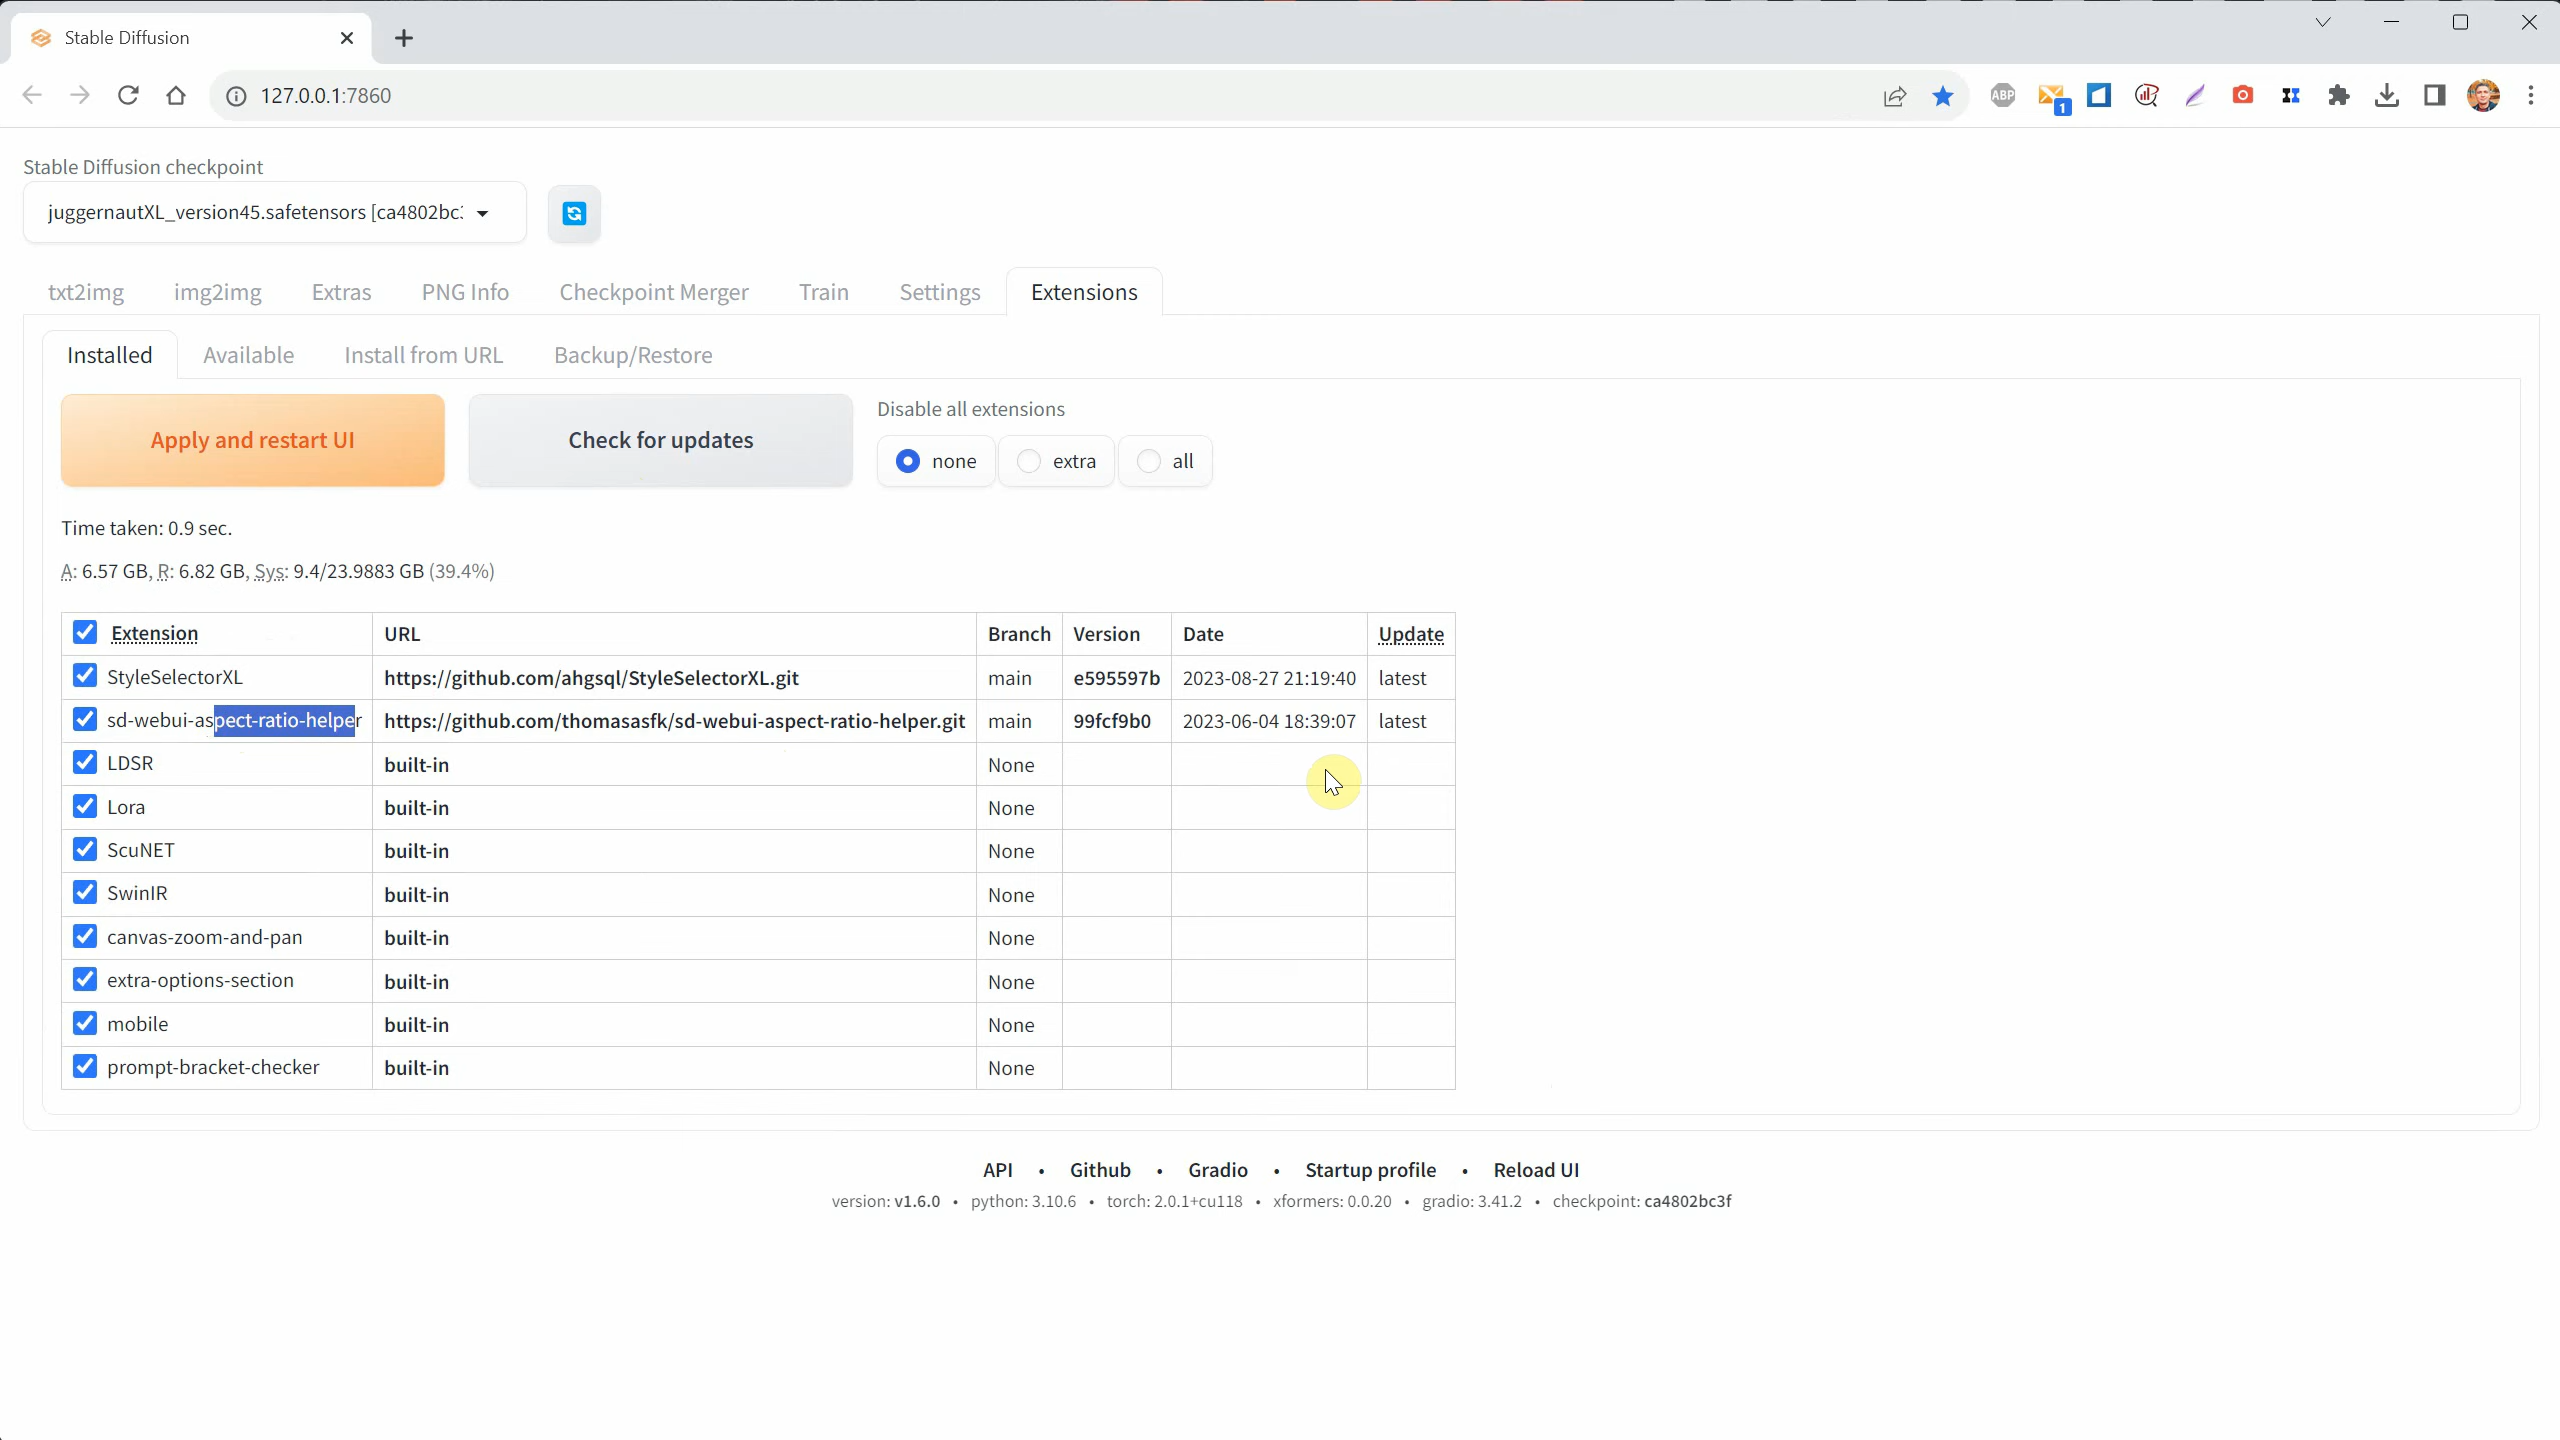 Stable Diffusion
127.0.0.1:7860
ABP
1
Stable Diffusion checkpoint
juggernautXL_version45.safetensors [ca4802bc:
txt2img img2img Extras PNG Info Checkpoint Merger Train Settings Extensions
Installed Available Install from URL Backup/Restore
Apply and restart UI Check for updates
Disable all extensions
none extra all
Time taken: 0.9 sec.
A: 6.57 GB, R: 6.82 GB, Sys: 9.4/23.9883 GB (39.4%)
Extension URL Branch Version Date Update
StyleSelectorXL https://github.com/ahgsql/StyleSelectorXL.git main e595597b 2023-08-27 21:19:40 latest
sd-webui-aspect-ratio-helper https://github.com/thomasasfk/sd-webui-aspect-ratio-helper.git main 99fcf9b0 2023-06-04 18:39:07 latest
LDSR built-in None
Lora built-in None
ScuNET built-in None
SwinIR built-in None
canvas-zoom-and-pan built-in None
extra-options-section built-in None
mobile built-in None
prompt-bracket-checker built-in None
API • Github • Gradio • Startup profile • Reload UI
version: v1.6.0 • python: 3.10.6 • torch: 2.0.1+cu118 • xformers: 0.0.20 • gradio: 3.41.2 • checkpoint: ca4802bc3f